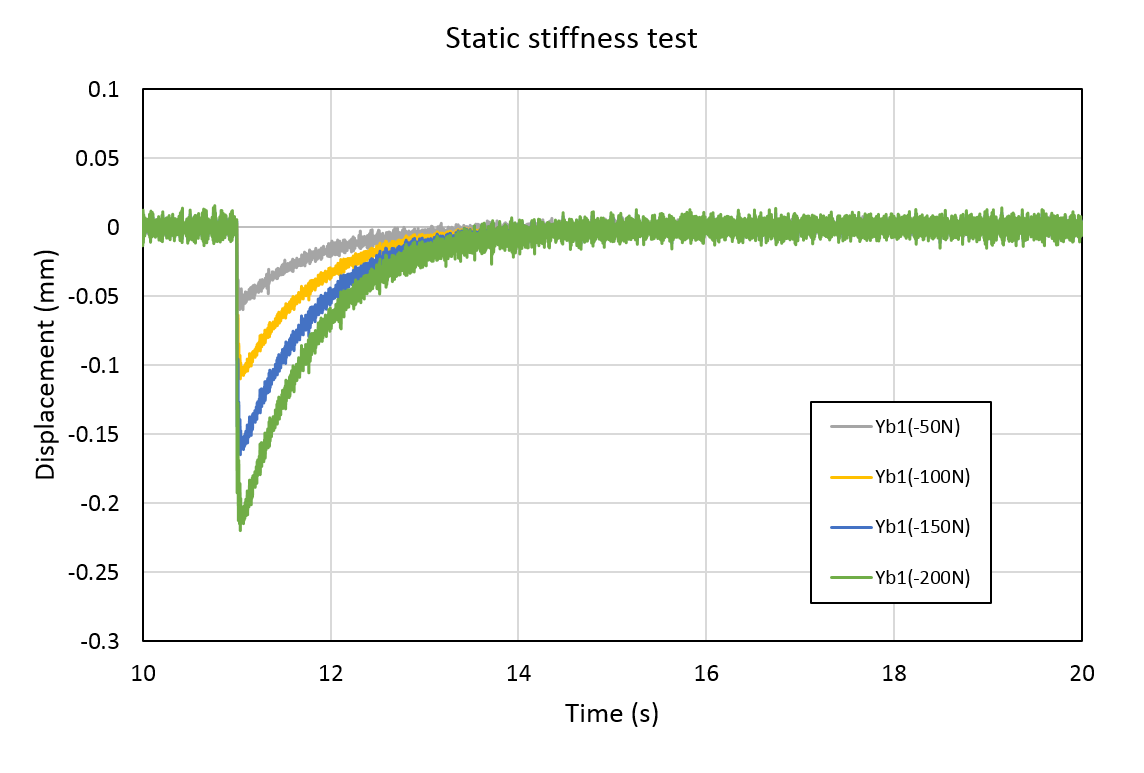 Static stiffness test
0.1
0.05
0
-0.05
-0.1
-0.15
-0.2
-0.25
-0.3
Displacement (mm)
Yb1(-50N)
Yb1(-100N)
Yb1(-150N)
Yb1(-200N)
10 12 14 16 18 20
Time (s)